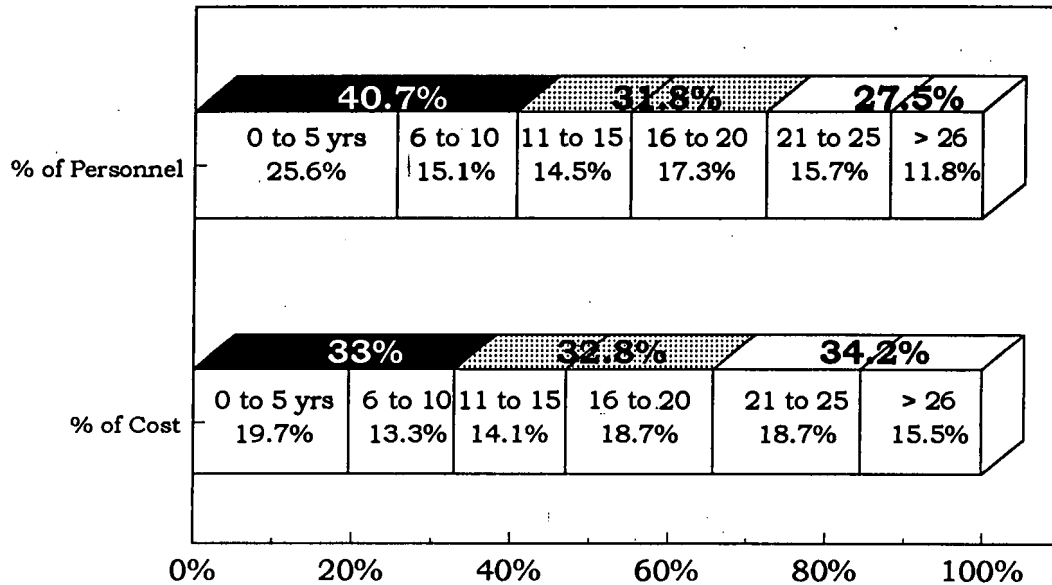 40.7% 31.8% 27.5%
0 to 5 yrs 6 to 10 11 to 15 16 to 20 21 to 25 > 26
% of Personnel 25.6% 15.1% 14.5% 17.3% 15.7% 11.8%
33% 32.8% 34.2%
0 to 5 yrs 6 to 10 11 to 15 16 to 20 21 to 25 > 26
% of Cost 19.7% 13.3% 14.1% 18.7% 18.7% 15.5%
0% 20% 40% 60% 80% 100%